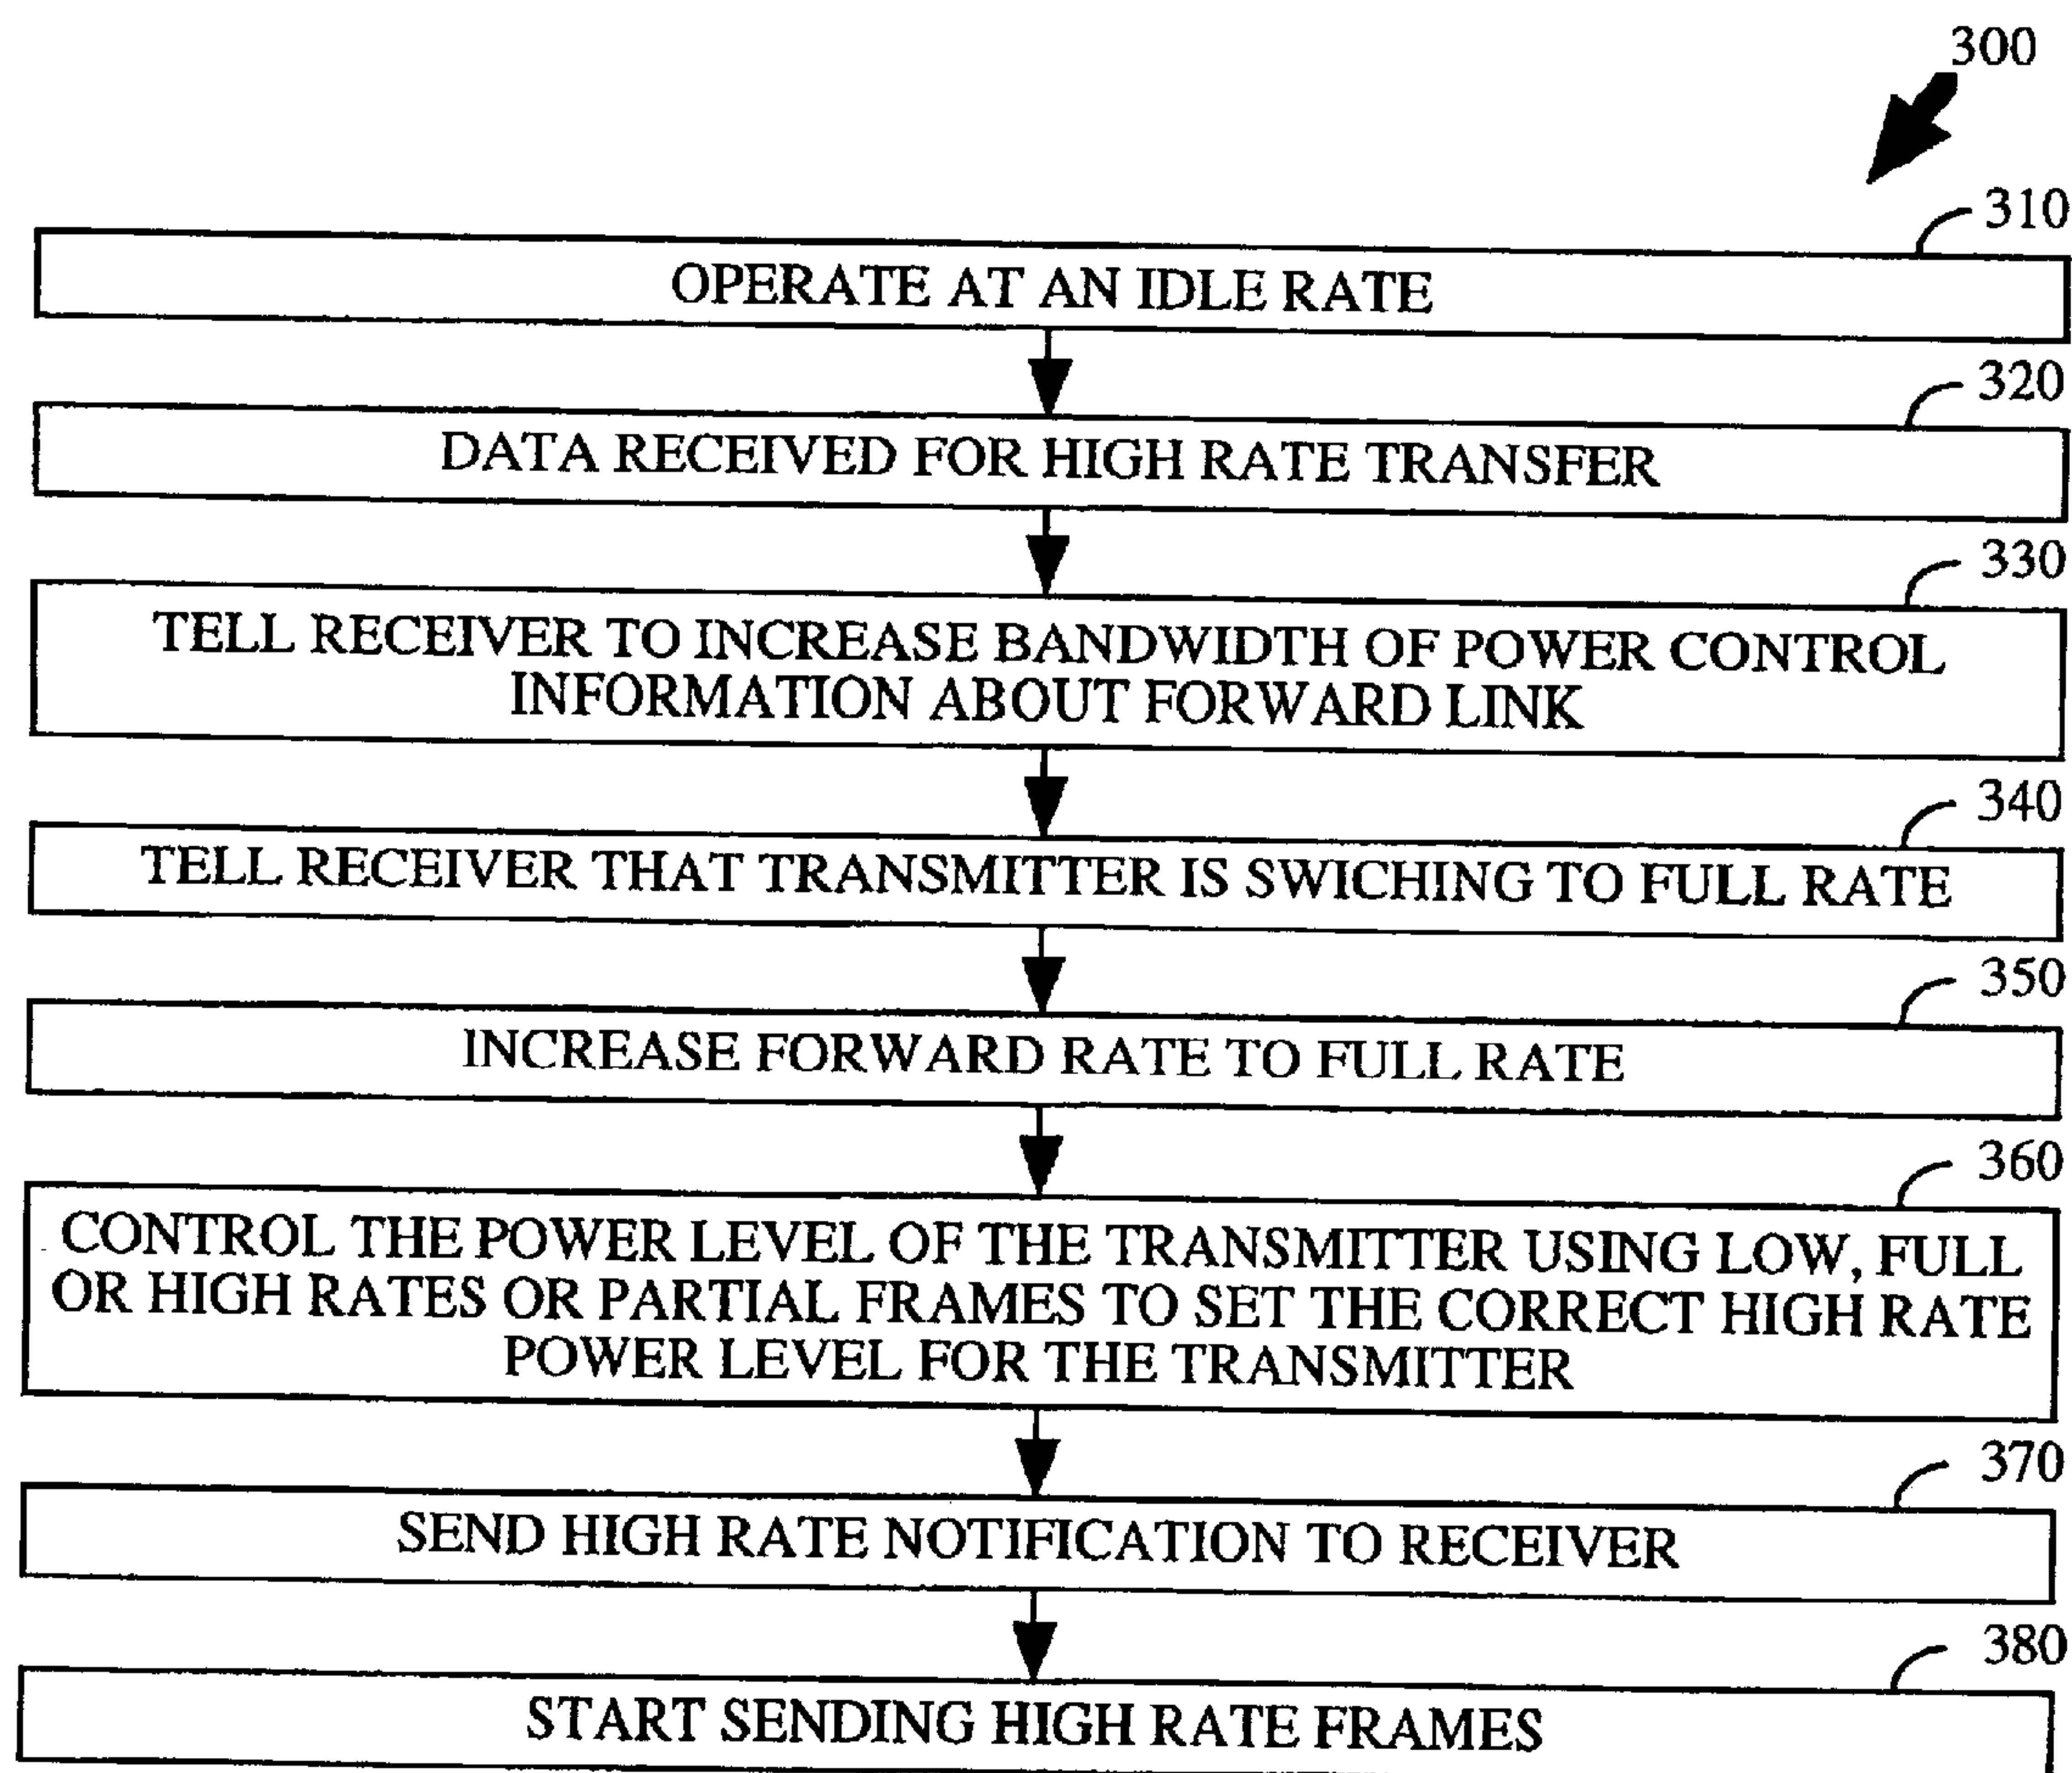 300
310
OPERATE AT AN IDLE RATE
320
DATA RECEIVED FOR HIGH RATE TRANSFER
330
TELL RECEIVER TO INCREASE BANDWIDTH OF POWER CONTROL
INFORMATION ABOUT FORWARD LINK
340
TELL RECEIVER THAT TRANSMITTER IS SWICHING TO FULL RATE
350
INCREASE FORWARD RATE TO FULL RATE
360
CONTROL THE POWER LEVEL OF THE TRANSMITTER USING LOW, FULL
OR HIGH RATES OR PARTIAL FRAMES TO SET THE CORRECT HIGH RATE
POWER LEVEL FOR THE TRANSMITTER
370
SEND HIGH RATE NOTIFICATION TO RECEIVER
380
START SENDING HIGH RATE FRAMES